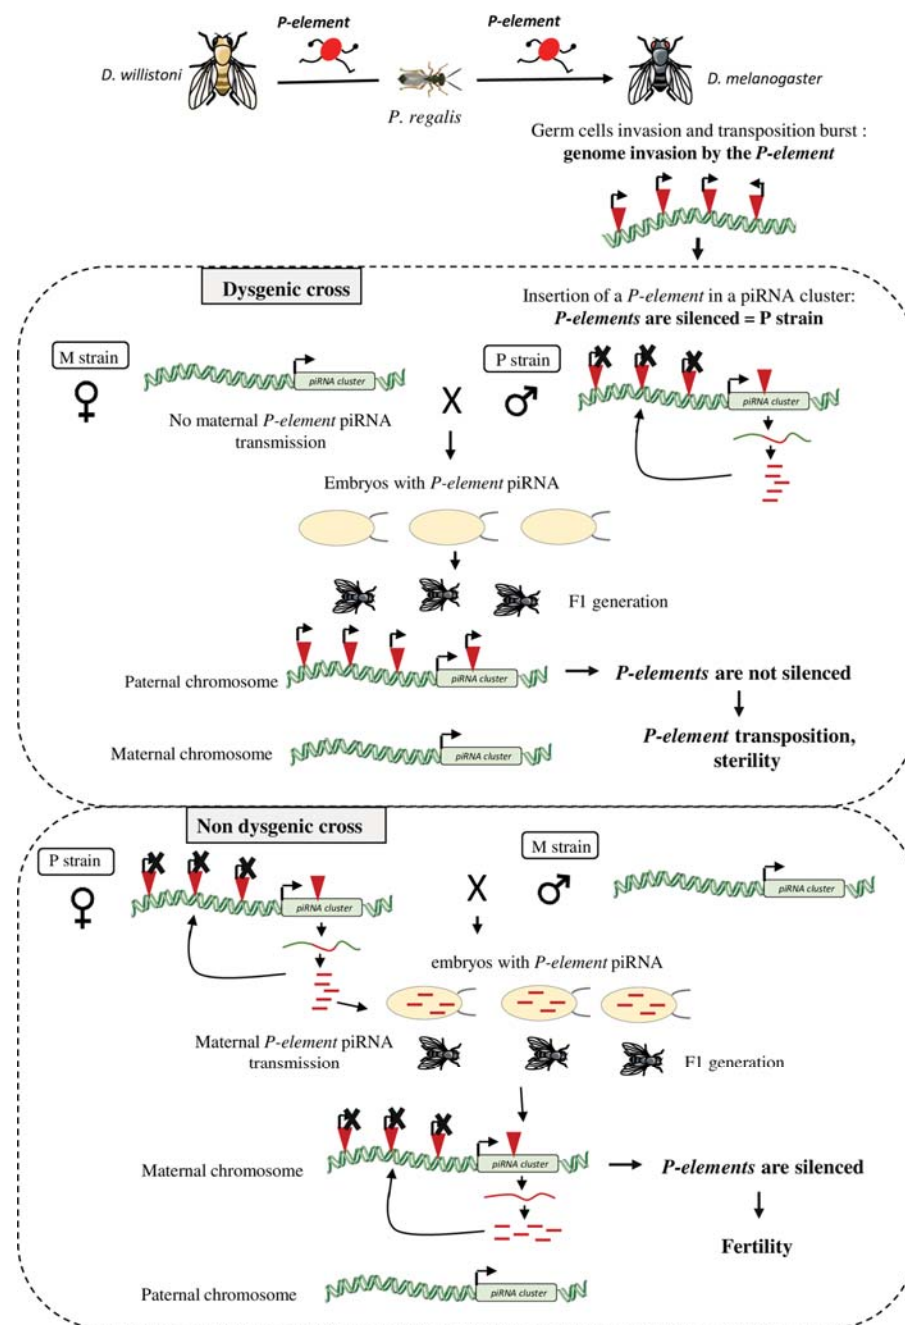 P-element
P-element
D. willistoni
P. regalis
D. melanogaster
Germ cells invasion and transposition burst :
genome invasion by the P-element
Dysgenic cross
Insertion of a P-element in a piRNA cluster:
P-elements are silenced = P strain
M strain
piRNA cluster
No maternal P-element piRNA
transmission
X
P strain
piRNA cluster
Embryos with P-element piRNA
F1 generation
Paternal chromosome
piRNA cluster
P-elements are not silenced
Maternal chromosome
piRNA cluster
P-element transposition,
sterility
Non dysgenic cross
P strain
piRNA cluster
X
M strain
piRNA cluster
embryos with P-element piRNA
Maternal P-element piRNA
transmission
F1 generation
Maternal chromosome
piRNA cluster
P-elements are silenced
Fertility
Paternal chromosome
piRNA cluster